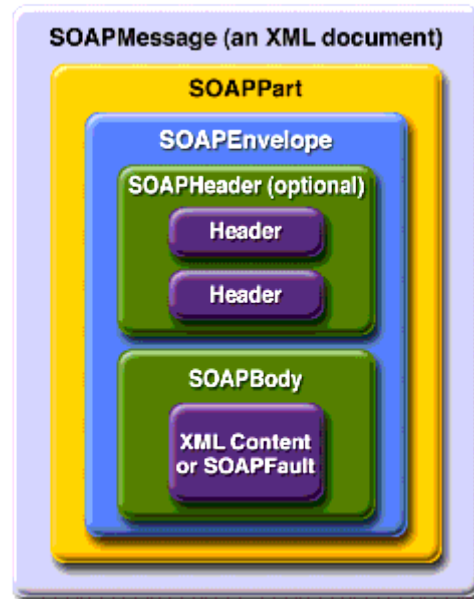 SOAPMessage (an XML document)
SOAPPart
SOAPEnvelope
SOAPHeader (optional)
Header
Header
SOAPBody
XML Content
or SOAPFault